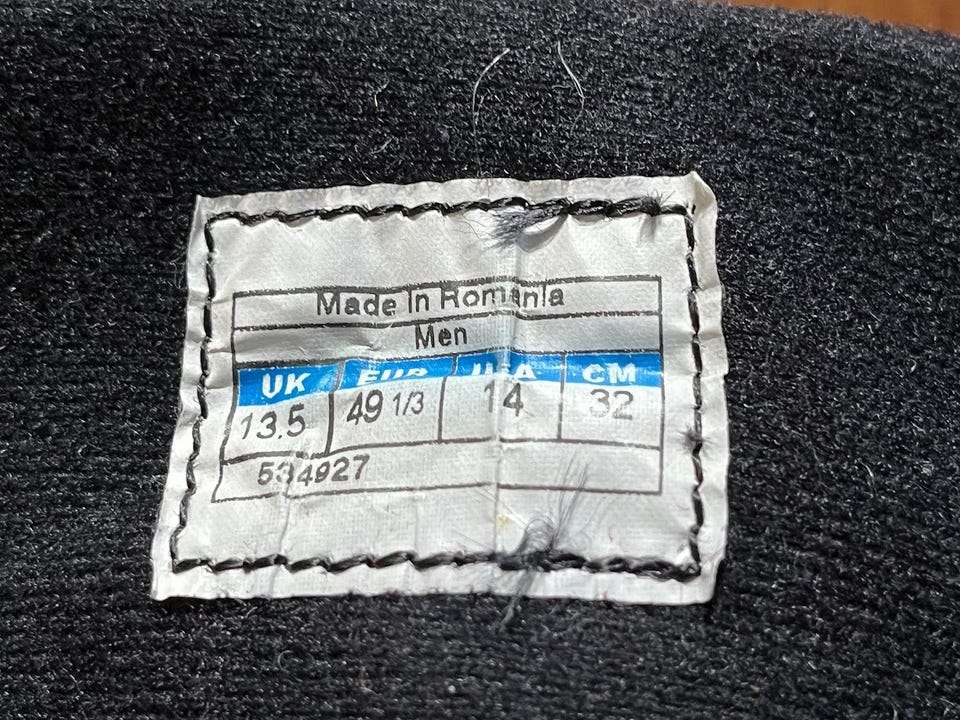 Made In Romania
Men
UK EUR USA CM
13.5 49 1/3 14 32
534927